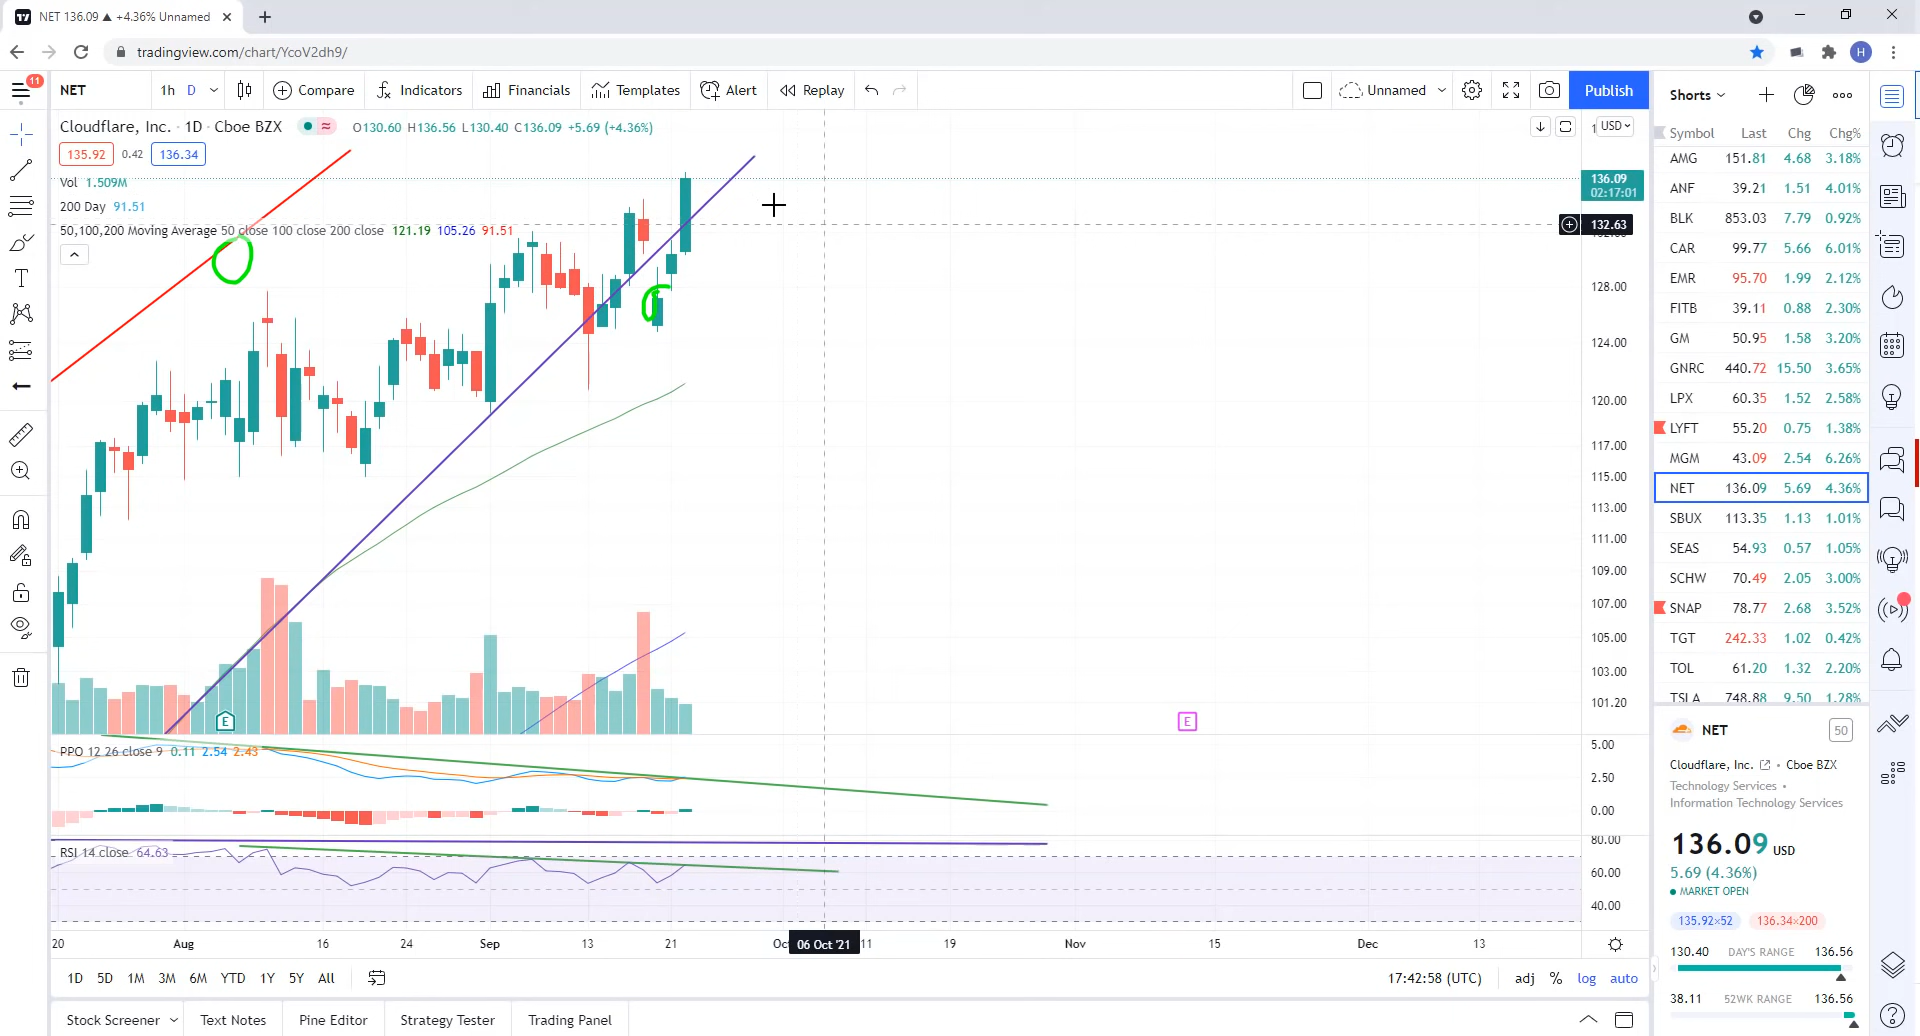 NET 136.09 ▲ +4.36% Unnamed
tradingview.com/chart/YcoV2dh9/
H
11
NET 1h D Compare Indicators Financials Templates Alert Replay Unnamed Publish
Cloudflare, Inc. · 1D · Cboe BZX O130.60 H136.56 L130.40 C136.09 +5.69 (+4.36%)
USD
135.92 0.42 136.34
Vol 1.509M
200 Day 91.51
50,100,200 Moving Average 50 close 100 close 200 close 121.19 105.26 91.51
136.09
02:17:01
132.63
128.00
124.00
120.00
117.00
115.00
113.00
111.00
109.00
107.00
105.00
103.00
101.20
E
E
PPO 12 26 close 9 0.11 2.54 2.43
5.00
2.50
0.00
RSI 14 close 64.63
80.00
60.00
40.00
20 Aug 16 24 Sep 13 21 Oct 06 Oct '21 11 19 Nov 15 Dec 13
1D 5D 1M 3M 6M YTD 1Y 5Y All 17:42:58 (UTC) adj % log auto
Stock Screener Text Notes Pine Editor Strategy Tester Trading Panel
Shorts
Symbol Last Chg Chg%
AMG 151.81 4.68 3.18%
ANF 39.21 1.51 4.01%
BLK 853.03 7.79 0.92%
CAR 99.77 5.66 6.01%
EMR 95.70 1.99 2.12%
FITB 39.11 0.88 2.30%
GM 50.95 1.58 3.20%
GNRC 440.72 15.50 3.65%
LPX 60.35 1.52 2.58%
LYFT 55.20 0.75 1.38%
MGM 43.09 2.54 6.26%
NET 136.09 5.69 4.36%
SBUX 113.35 1.13 1.01%
SEAS 54.93 0.57 1.05%
SCHW 70.49 2.05 3.00%
SNAP 78.77 2.68 3.52%
TGT 242.33 1.02 0.42%
TOL 61.20 1.32 2.20%
TSLA 748.88 9.50 1.28%
NET 50
Cloudflare, Inc. • Cboe BZX
Technology Services •
Information Technology Services
136.09 USD
5.69 (4.36%)
MARKET OPEN
135.92×52 136.34×200
130.40 DAY'S RANGE 136.56
38.11 52WK RANGE 136.56